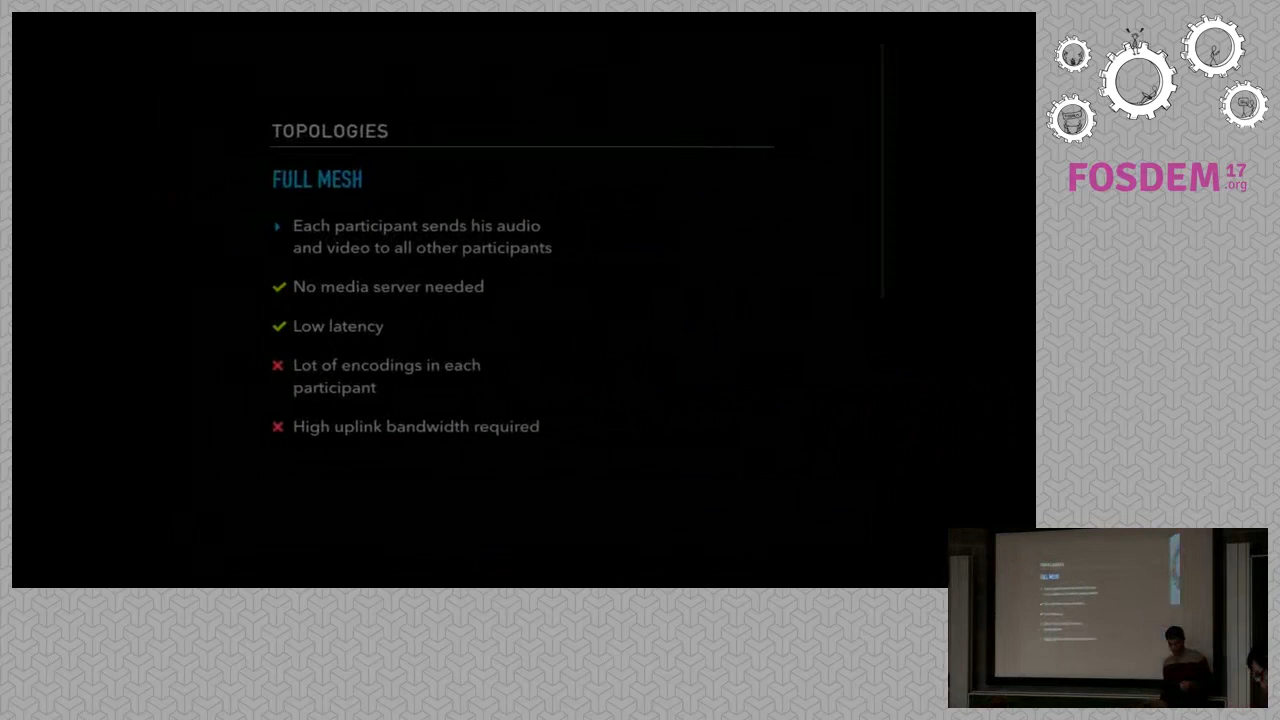 TOPOLOGIES
FULL MESH
Each participant sends his audio
and video to all other participants
No media server needed
Low latency
Lot of encodings in each
participant
High uplink bandwidth required
FOSDEM 17
.org